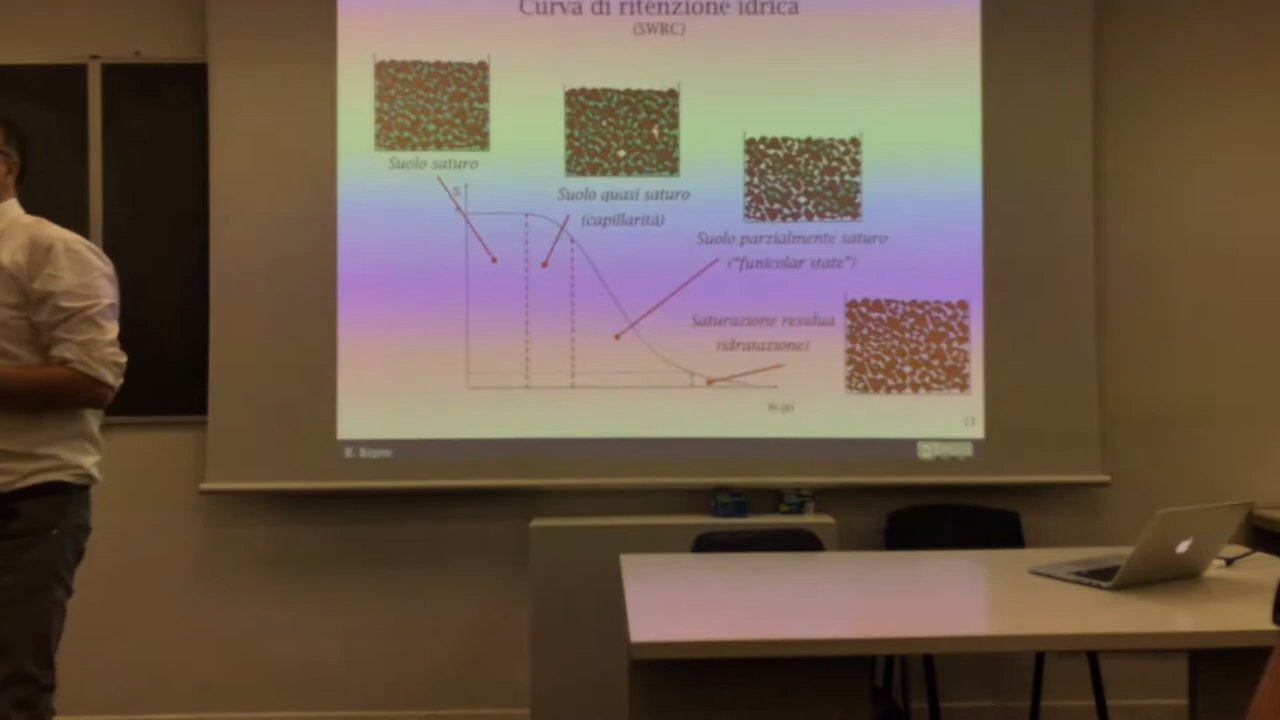 Curva di ritenzione idrica
(SWRC)
Suolo saturo
S
Suolo quasi saturo
(capillarità)
Suolo parzialmente saturo
("funicolar state")
Saturazione residua
(idratazione)
13